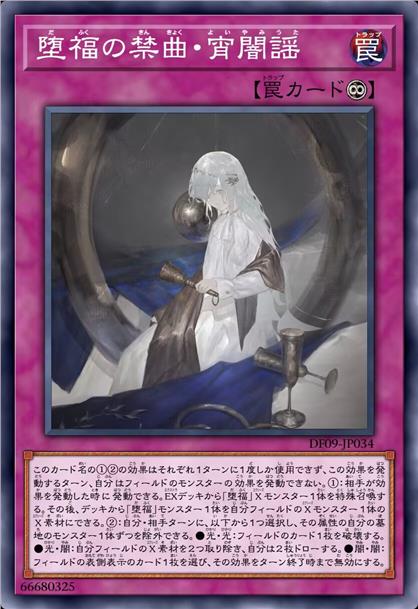 堕福の禁曲・宵闇謡
罠
【罠カード】
DF09-JP034
このカード名の①②の効果はそれぞれ1ターンに1度しか使用できず、この効果を発
動するターン、自分はフィールドのモンスターの効果の発動できない。①:相手が効
果を発動した時に発動できる。EXデッキから「堕福」Xモンスター1体を特殊召喚す
る。その後、デッキから「堕福」モンスター1体を自分フィールドのXモンスター1体の
X素材にできる。②:自分・相手ターンに、以下から1つ選択し、その属性の自分の墓
地のモンスター1体ずつを除外できる。●光・光:フィールドのカード1枚を破壊する。
●光・闇:自分フィールドのX素材を2つ取り除き、自分は2枚ドローする。●闇・闇:
フィールドの表側表示のカード1枚を選び、その効果をターン終了時まで無効にする。
66680325